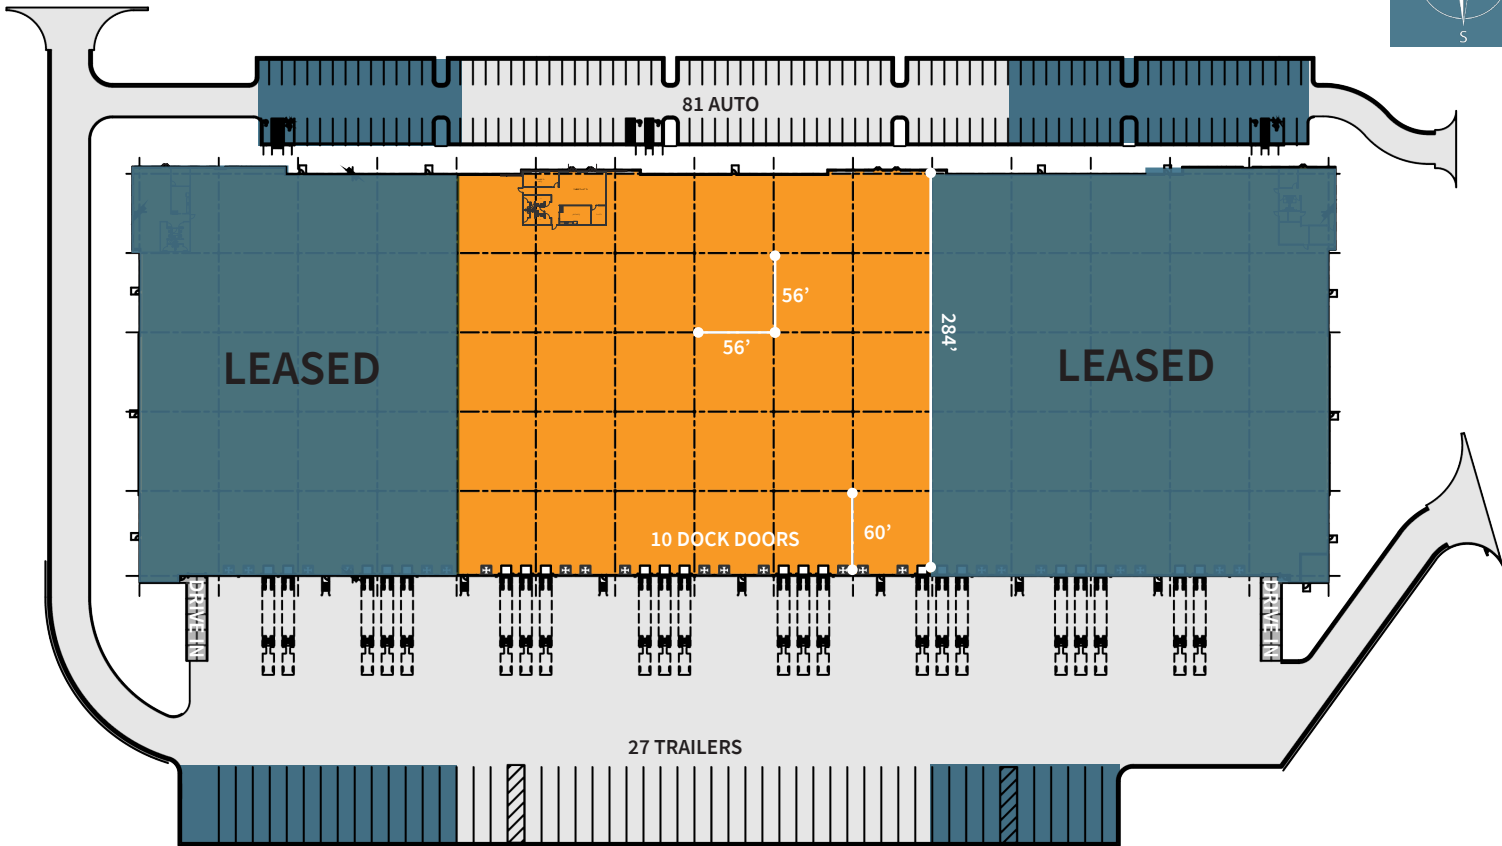 S
81 AUTO
56’
56’
284’
LEASED
LEASED
10 DOCK DOORS
60’
DRIVE IN
DRIVE IN
27 TRAILERS